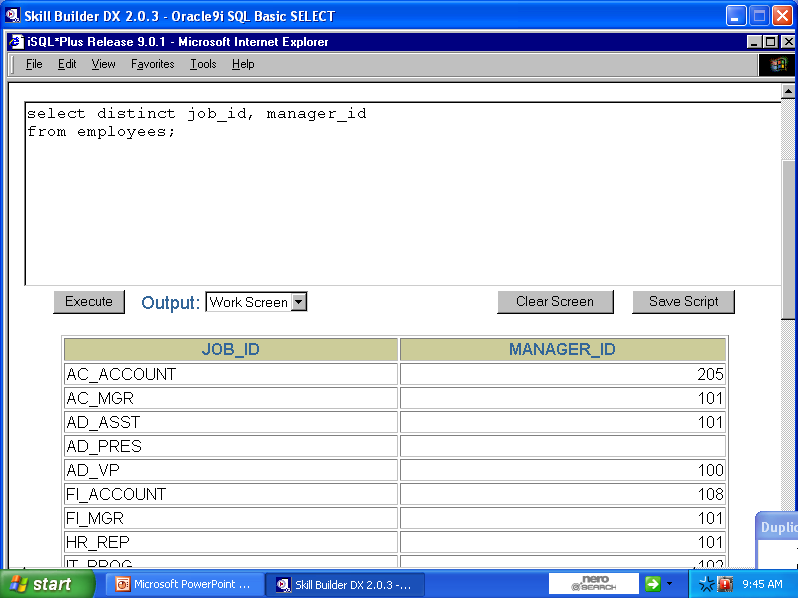 Skill Builder DX 2.0.3 - Oracle9i SQL Basic SELECT
iSQL*Plus Release 9.0.1 - Microsoft Internet Explorer
File Edit View Favorites Tools Help
select distinct job_id, manager_id
from employees;
Execute Output: Work Screen Clear Screen Save Script
JOB_ID MANAGER_ID
AC_ACCOUNT 205
AC_MGR 101
AD_ASST 101
AD_PRES
AD_VP 100
FI_ACCOUNT 108
FI_MGR 101
HR_REP 101
IT_PROG 102
Duplic
start Microsoft PowerPoint ... Skill Builder DX 2.0.3 -... nero @SEARCH 9:45 AM